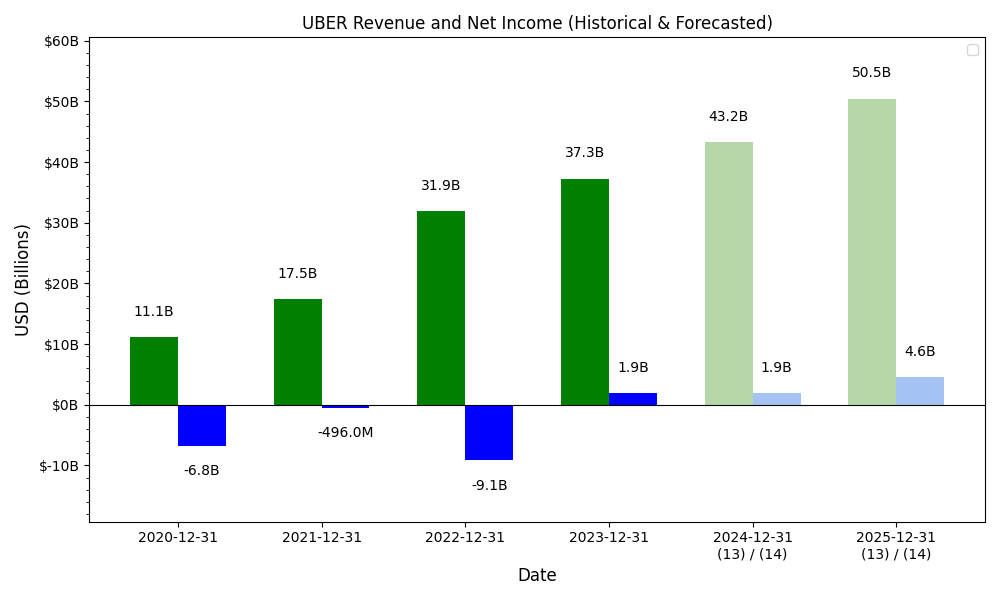 UBER Revenue and Net Income (Historical & Forecasted)
USD (Billions)
$60B
$50B
$40B
$30B
$20B
$10B
$0B
$-10B
11.1B
-6.8B
17.5B
-496.0M
31.9B
-9.1B
37.3B
1.9B
43.2B
1.9B
50.5B
4.6B
2020-12-31
2021-12-31
2022-12-31
2023-12-31
2024-12-31
(13) / (14)
2025-12-31
(13) / (14)
Date